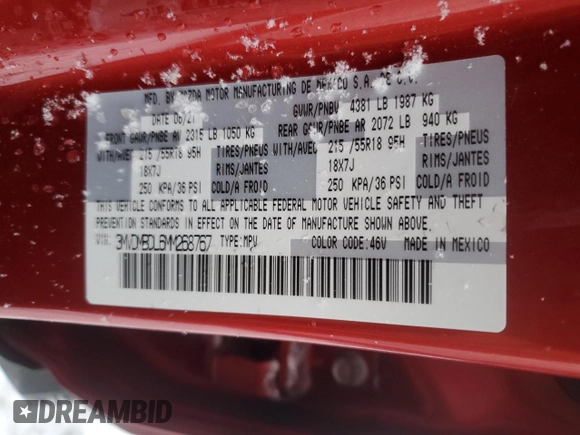 MFD. BY MAZDA MOTOR MANUFACTURING DE MEXICO S.A. DE C.V.
DATE 06/21 GVWR/PNBV 4381 LB 1987 KG
FRONT GAWR/PNBE AV 2315 LB 1050 KG REAR GAWR/PNBE AR 2072 LB 940 KG
WITH/AVEC 215 /55R18 95H TIRES/PNEUS WITH/AVEC 215 /55R18 95H TIRES/PNEUS
18X7J RIMS/JANTES 18X7J RIMS/JANTES
250 KPA/36 PSI COLD/A FROID 250 KPA/36 PSI COLD/A FROID
THIS VEHICLE CONFORMS TO ALL APPLICABLE FEDERAL MOTOR VEHICLE SAFETY AND THEFT
PREVENTION STANDARDS IN EFFECT ON THE DATE OF MANUFACTURE SHOWN ABOVE.
3MVDMBDL6MM268767 TYPE:MPV COLOR CODE:46V MADE IN MEXICO
DREAMBID